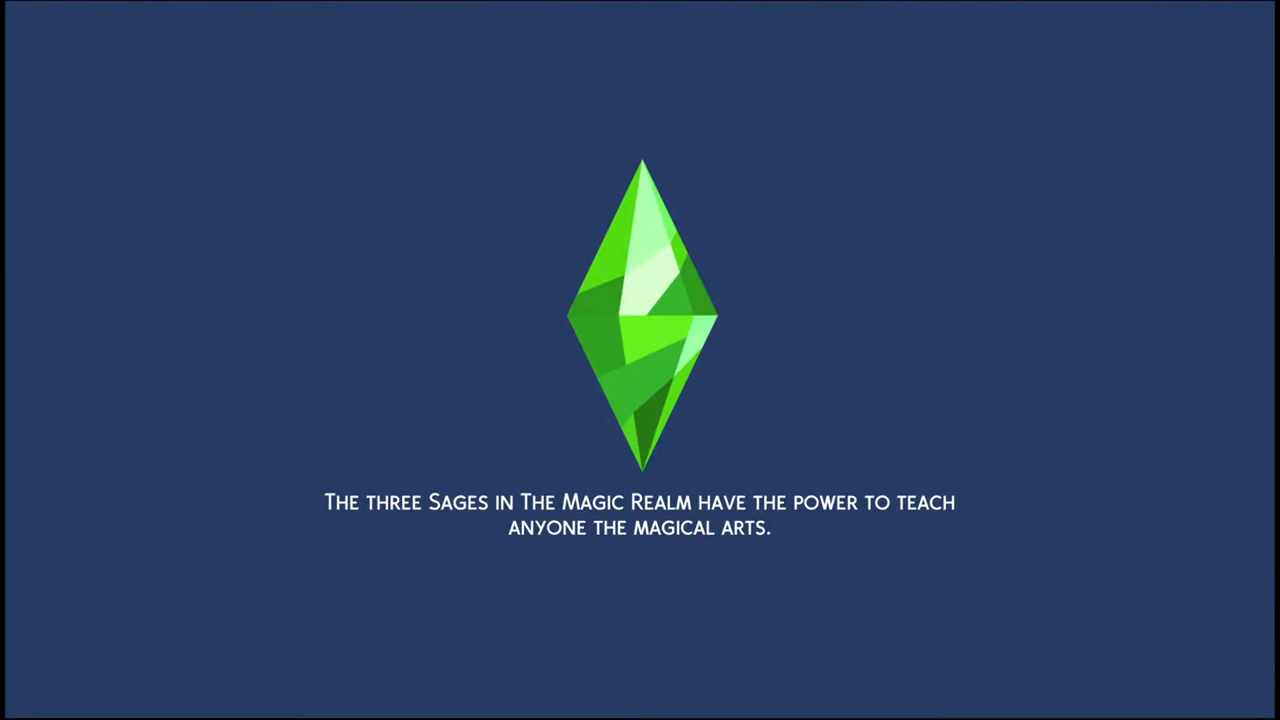 The three Sages in The Magic Realm have the power to teach
anyone the magical arts.